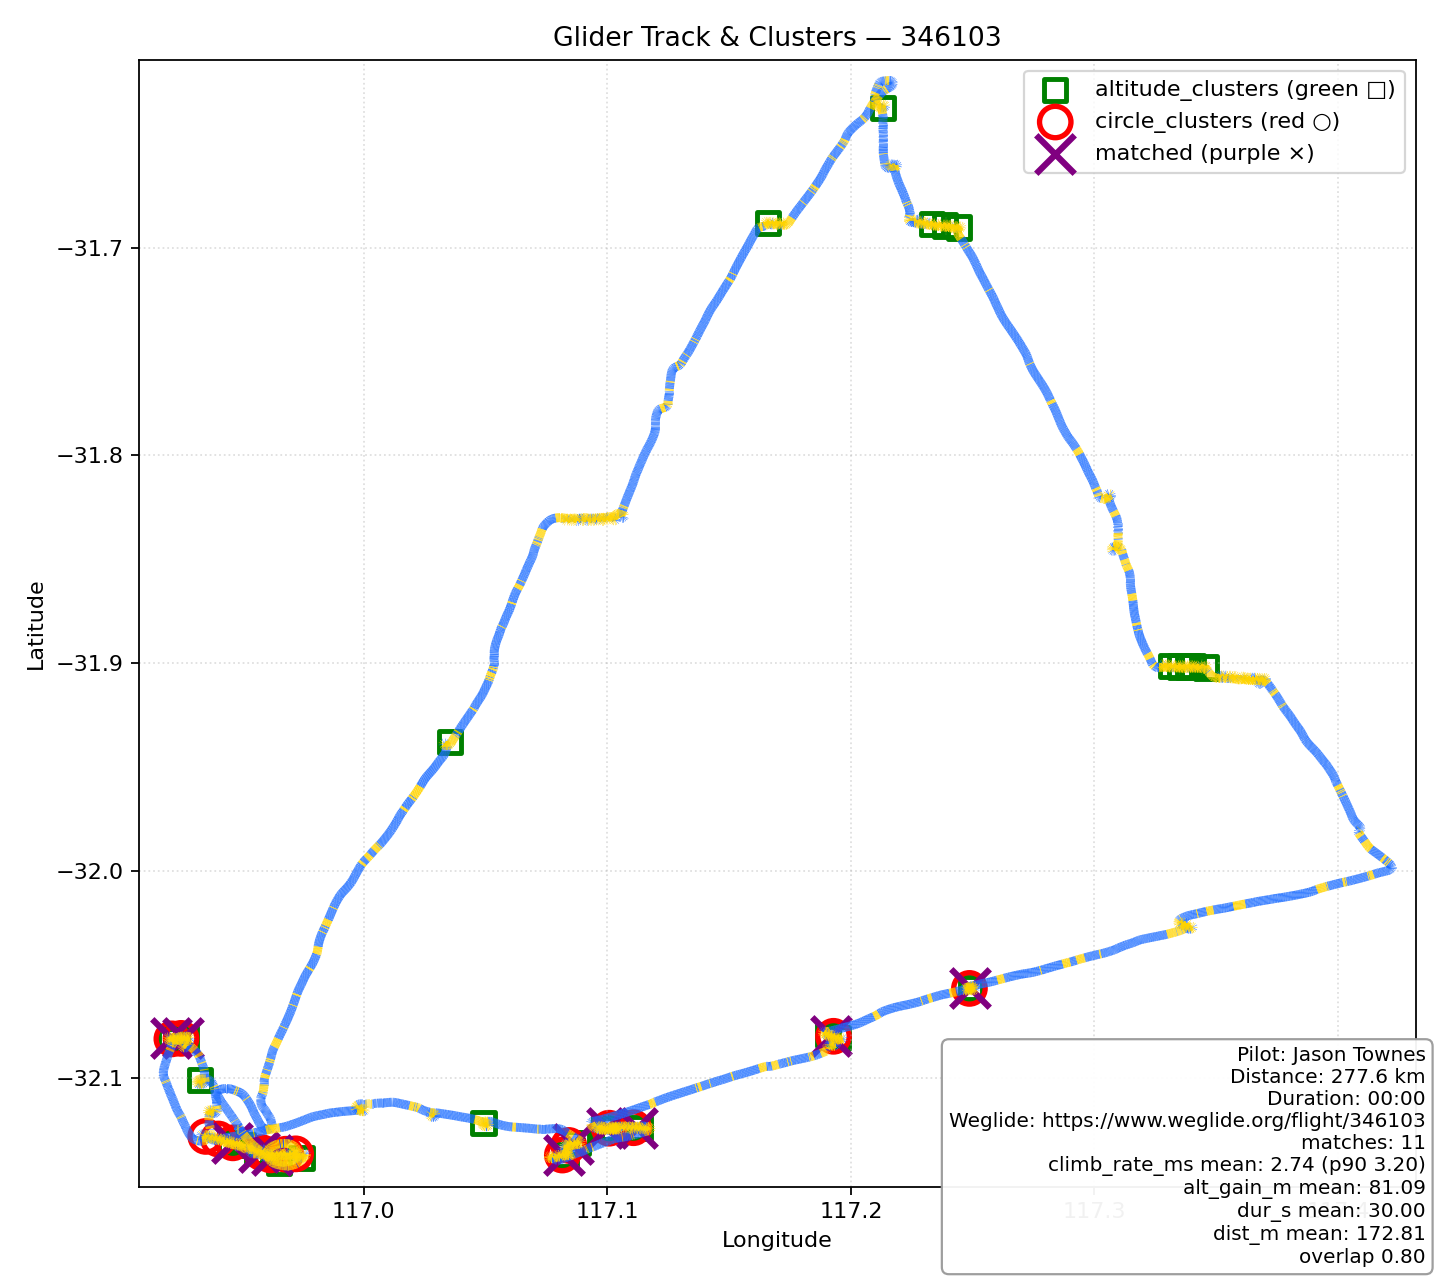 Glider Track & Clusters — 346103
altitude_clusters (green □)
circle_clusters (red ○)
matched (purple ×)
Latitude
−31.7
−31.8
−31.9
−32.0
−32.1
117.0
117.1
117.2
117.3
Longitude
Pilot: Jason Townes
Distance: 277.6 km
Duration: 00:00
Weglide: https://www.weglide.org/flight/346103
matches: 11
climb_rate_ms mean: 2.74 (p90 3.20)
alt_gain_m mean: 81.09
dur_s mean: 30.00
dist_m mean: 172.81
overlap 0.80